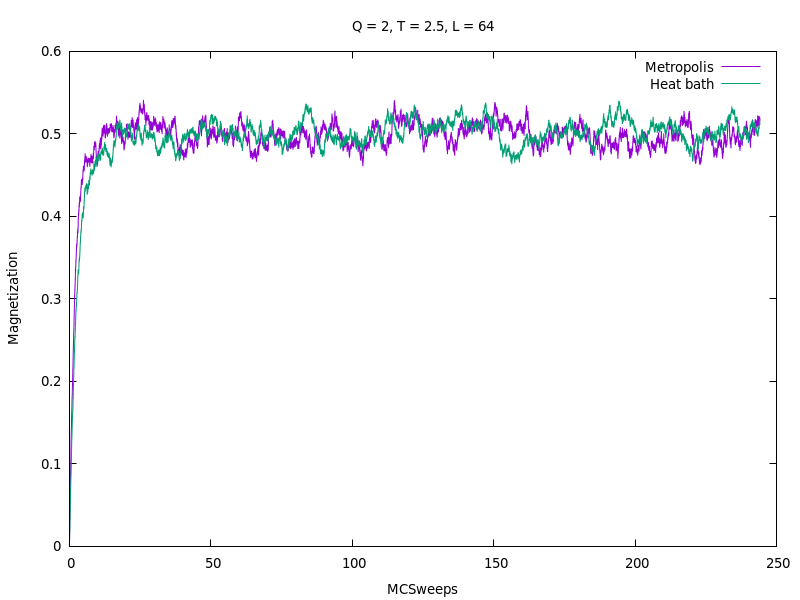 Q = 2, T = 2.5, L = 64
0.6
0.5
0.4
0.3
0.2
0.1
0
Magnetization
Metropolis
Heat bath
0 50 100 150 200 250
MCSweeps